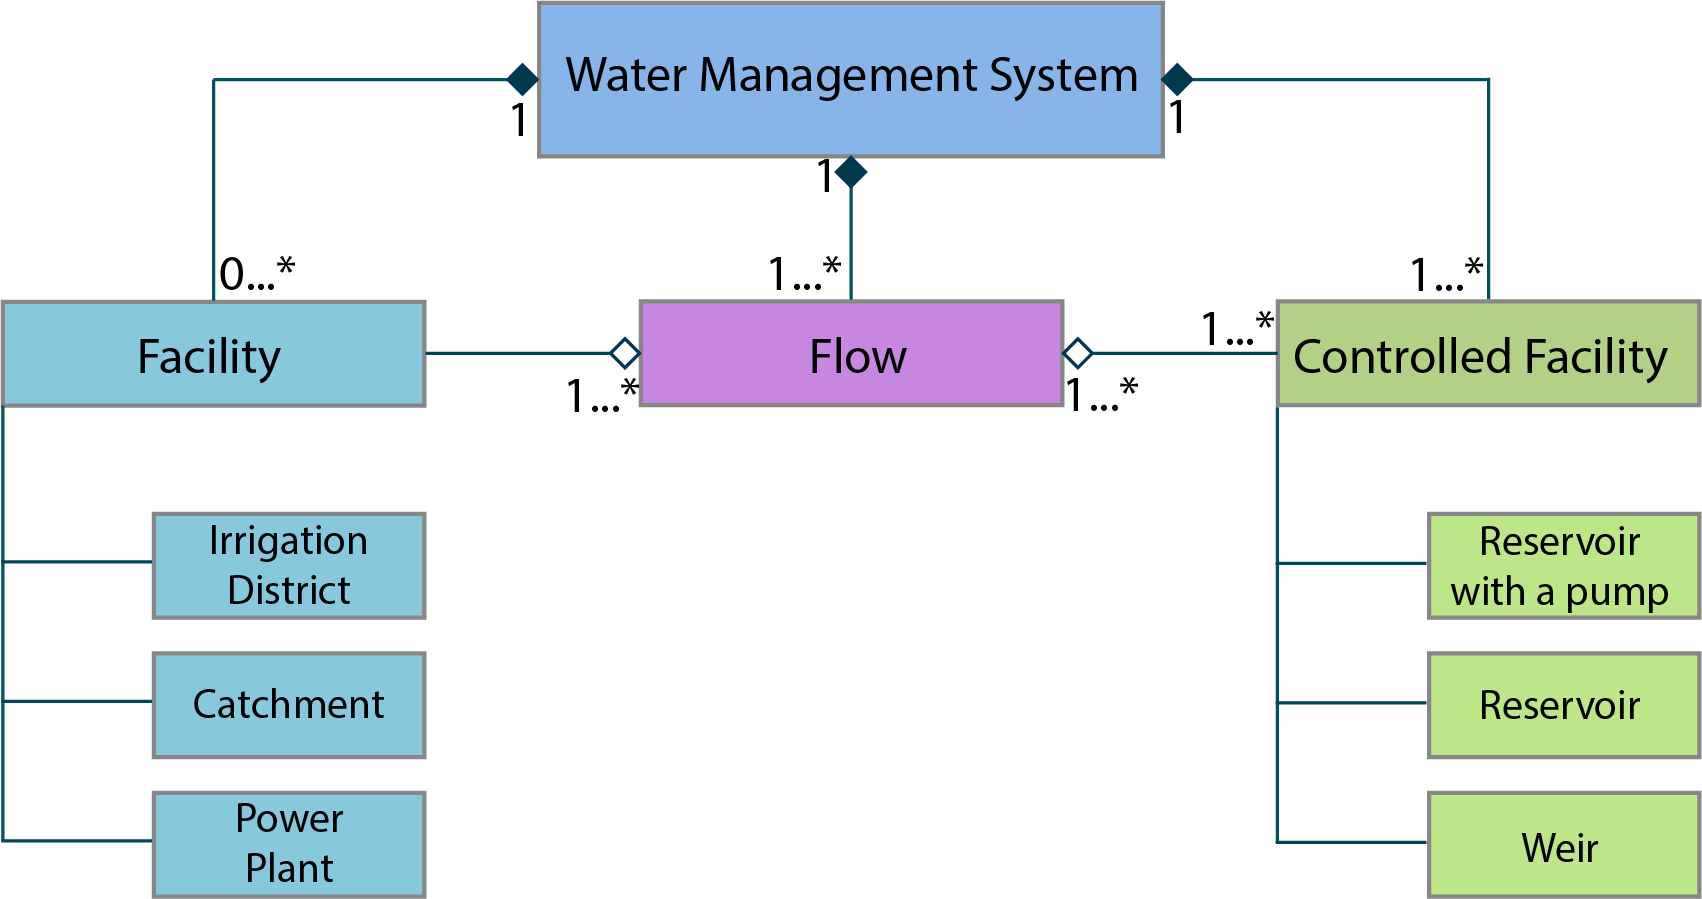 Water Management System
1
1
1
0...*
1...*
1...*
Facility
1...*
Flow
1...*
1...*
Controlled Facility
Irrigation
District
Catchment
Power
Plant
Reservoir
with a pump
Reservoir
Weir